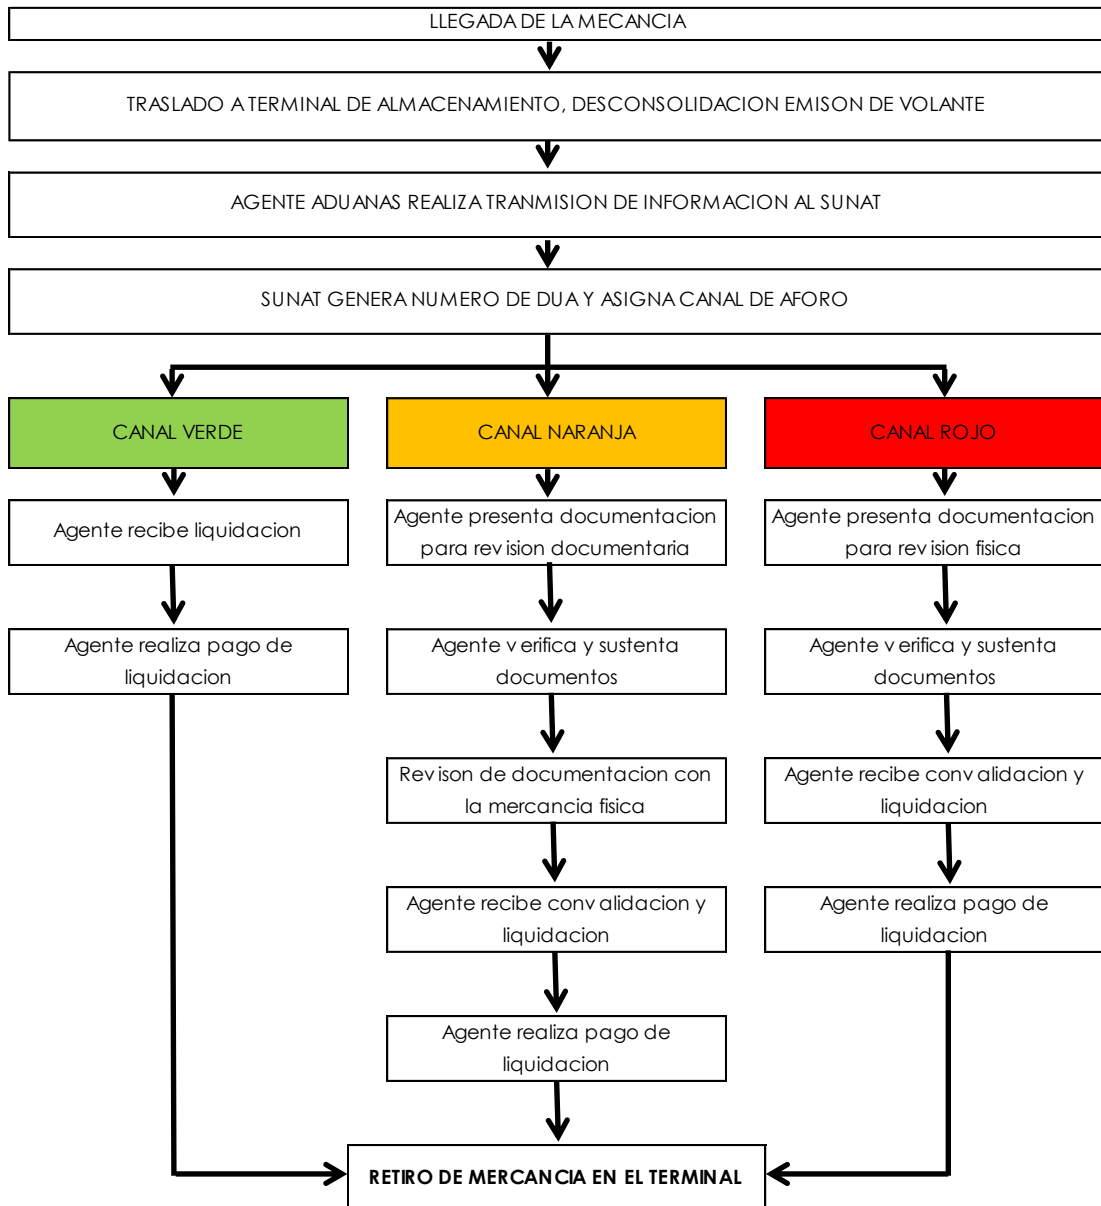 LLEGADA DE LA MECANCIA
TRASLADO A TERMINAL DE ALMACENAMIENTO, DESCONSOLIDACION EMISON DE VOLANTE
AGENTE ADUANAS REALIZA TRANMISION DE INFORMACION AL SUNAT
SUNAT GENERA NUMERO DE DUA Y ASIGNA CANAL DE AFORO
CANAL VERDE
Agente recibe liquidacion
Agente realiza pago de
liquidacion
CANAL NARANJA
Agente presenta documentacion
para revision documentaria
Agente verifica y sustenta
documentos
Revison de documentacion con
la mercancia fisica
Agente recibe convalidacion y
liquidacion
Agente realiza pago de
liquidacion
CANAL ROJO
Agente presenta documentacion
para revision fisica
Agente verifica y sustenta
documentos
Agente recibe convalidacion y
liquidacion
Agente realiza pago de
liquidacion
RETIRO DE MERCANCIA EN EL TERMINAL